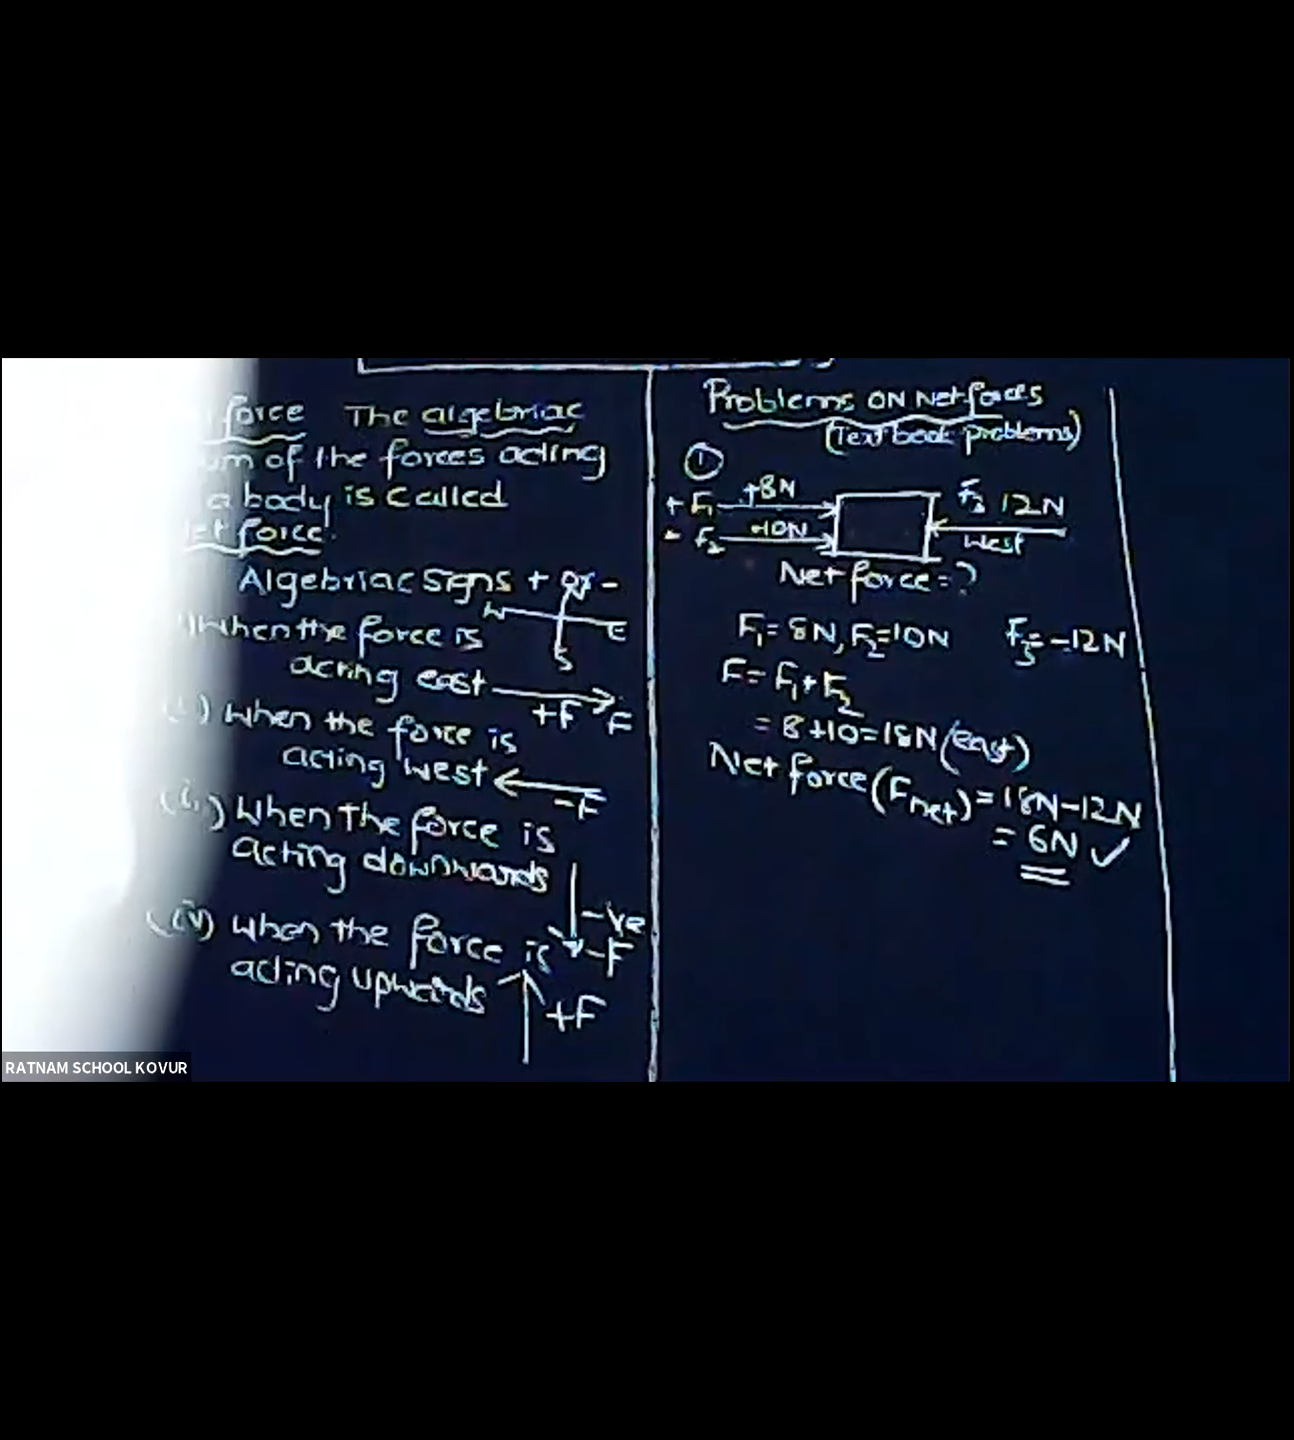 force The algebriac
um of the forces acting
a body is called
et force.
Algebriac signs + or -
W
E
S
When the force is
acting east
+F F
) when the force is
acting west
-F
) When The force is
acting downwards
-ve
-F
(iv) when the force is
acting upwards
+F
Problems ON Net forces
(Text book problems)
①
+ F₁ +8N
F₂ +10N
F₃ 12N
West
Net force = ?
F₁ = 8N, F₂ = 10N F₃ = -12N
F = F₁ + F₂
= 8 + 10 = 18N (east)
Net force (Fnet) = 18N - 12N
= 6N ✓
RATNAM SCHOOL KOVUR